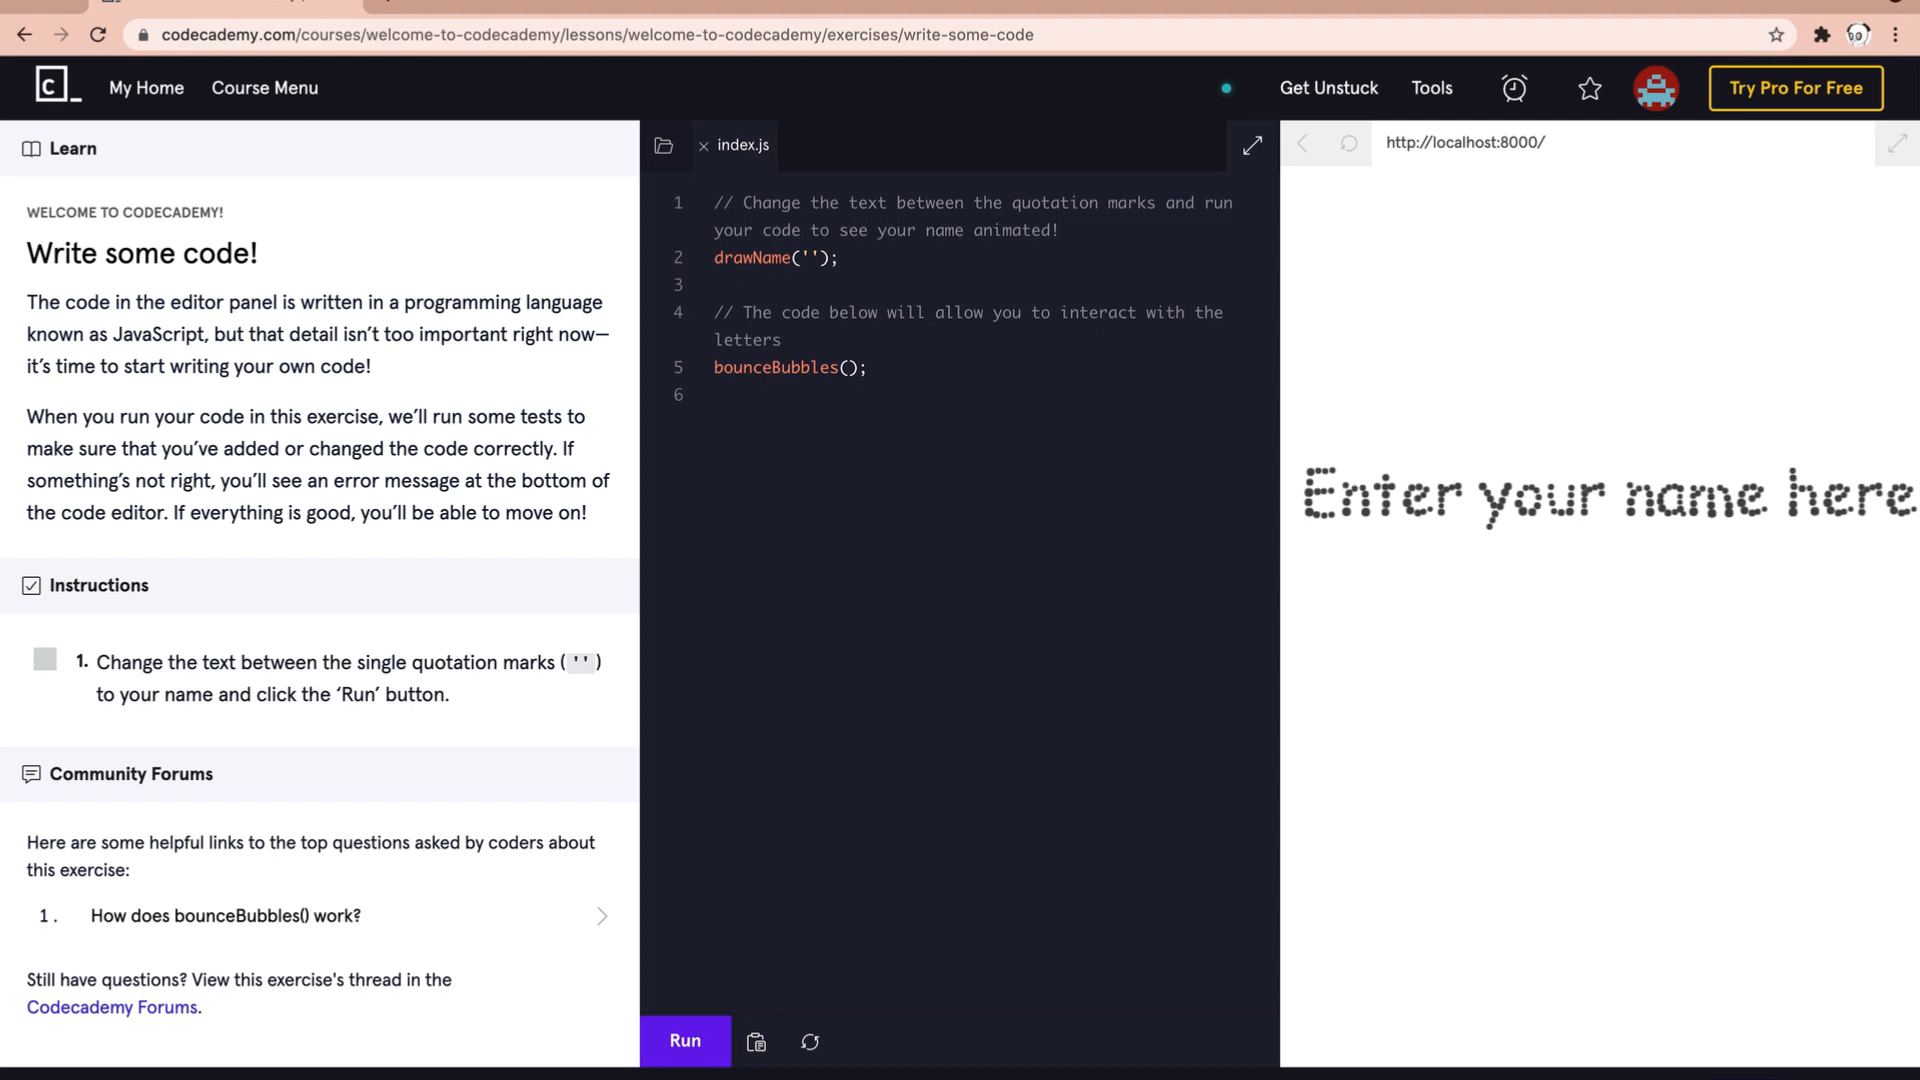 codecademy.com/courses/welcome-to-codecademy/lessons/welcome-to-codecademy/exercises/write-some-code
C_
My Home
Course Menu
Get Unstuck
Tools
Try Pro For Free
Learn
WELCOME TO CODECADEMY!
Write some code!
The code in the editor panel is written in a programming language
known as JavaScript, but that detail isn’t too important right now—
it’s time to start writing your own code!
When you run your code in this exercise, we’ll run some tests to
make sure that you’ve added or changed the code correctly. If
something’s not right, you’ll see an error message at the bottom of
the code editor. If everything is good, you’ll be able to move on!
Instructions
1. Change the text between the single quotation marks ( '' )
to your name and click the ‘Run’ button.
Community Forums
Here are some helpful links to the top questions asked by coders about
this exercise:
1. How does bounceBubbles() work?
Still have questions? View this exercise's thread in the
Codecademy Forums.
index.js
1 // Change the text between the quotation marks and run
your code to see your name animated!
2 drawName('');
3
4 // The code below will allow you to interact with the
letters
5 bounceBubbles();
6
Run
http://localhost:8000/
Enter your name here